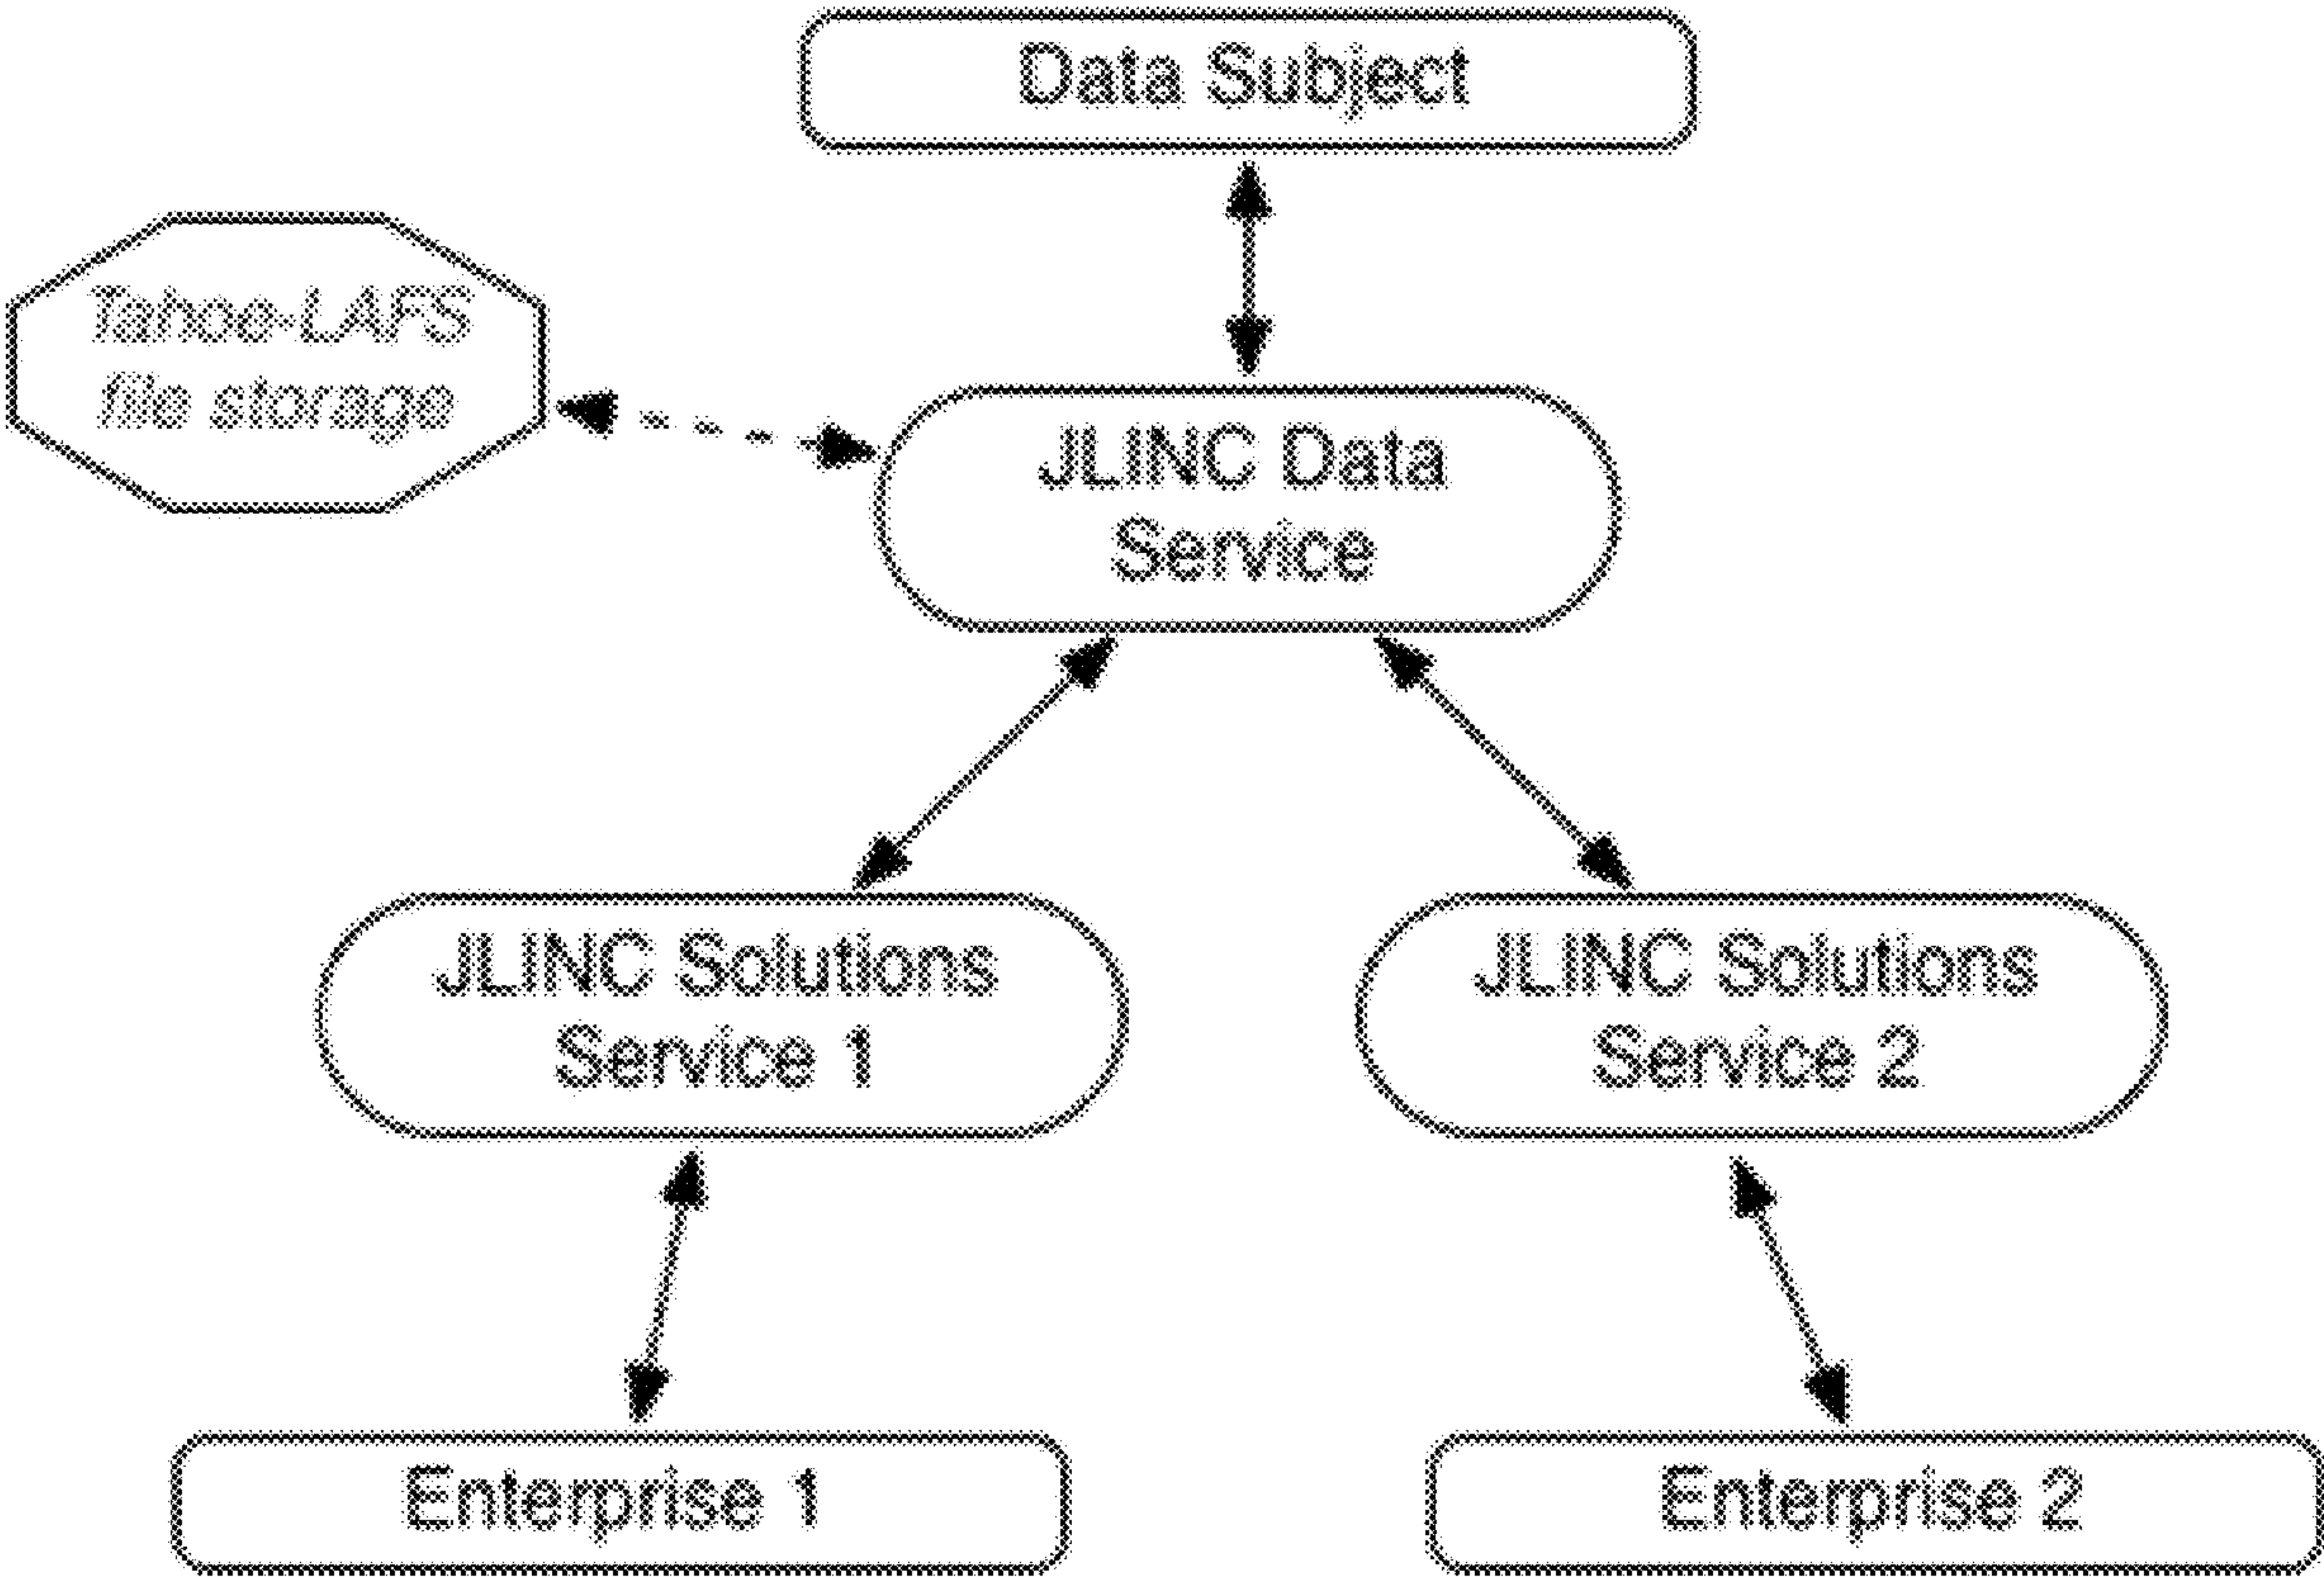 Data Subject
Tahoe-LAFS
file storage
JLINC Data
Service
JLINC Solutions
Service 1
JLINC Solutions
Service 2
Enterprise 1
Enterprise 2